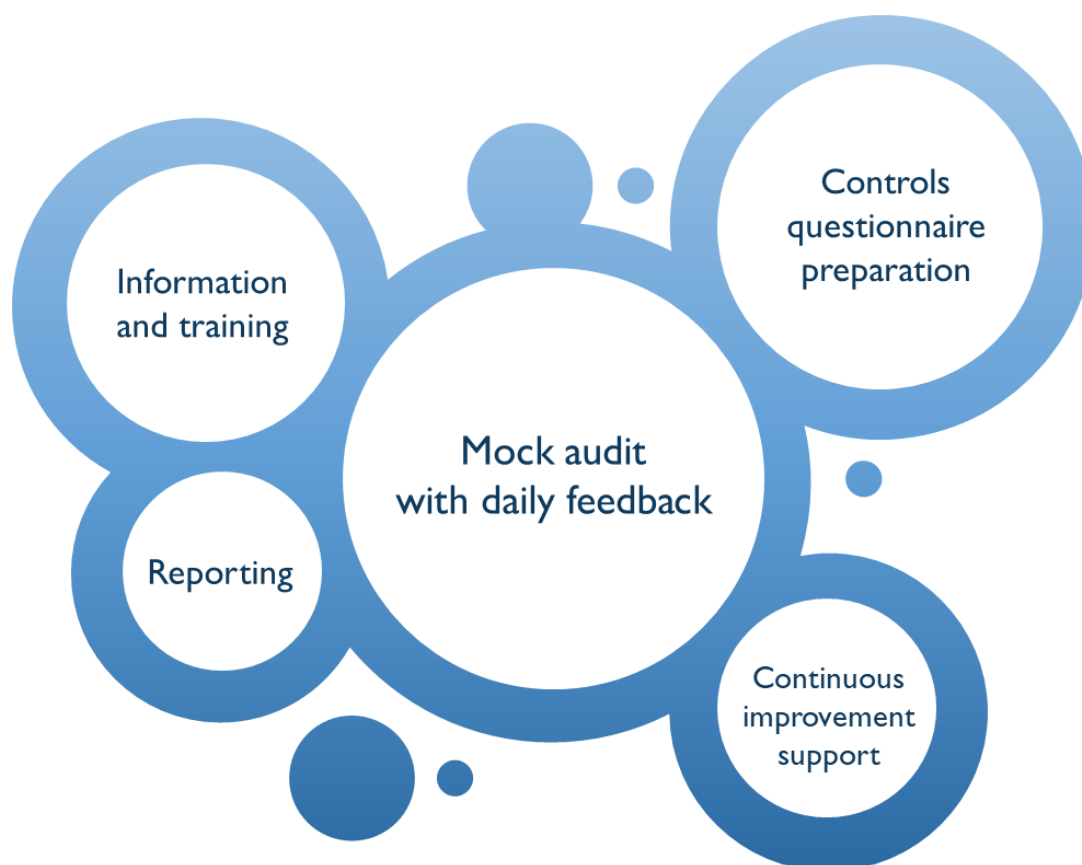 Information
and training
Controls
questionnaire
preparation
Mock audit
with daily feedback
Reporting
Continuous
improvement
support